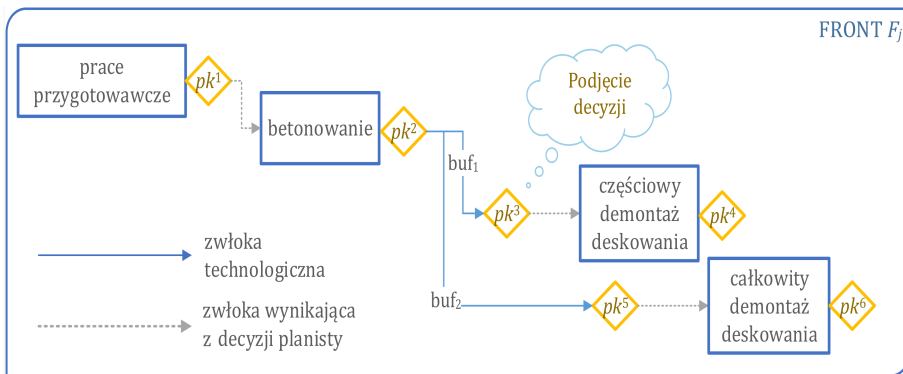 FRONT Fj
prace
przygotowawcze
pk1
betonowanie
pk2
Podjęcie
decyzji
buf1
pk3
częściowy
demontaż
deskowania
pk4
zwłoka
technologiczna
buf2
pk5
całkowity
demontaż
deskowania
pk6
zwłoka wynikająca
z decyzji planisty